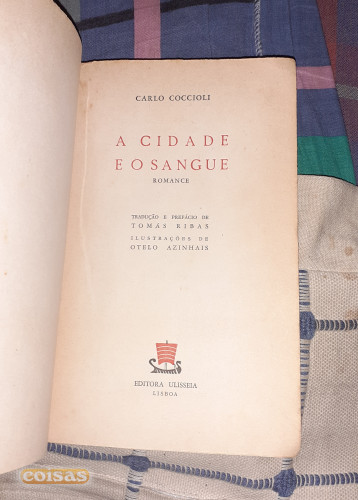 CARLO COCCIOLI
A CIDADE
E O SANGUE
ROMANCE
TRADUÇÃO E PREFÁCIO DE
TOMÁS RIBAS
ILUSTRAÇÕES DE
OTELO AZINHAIS
EDITORA ULISSEIA
LISBOA
coisas